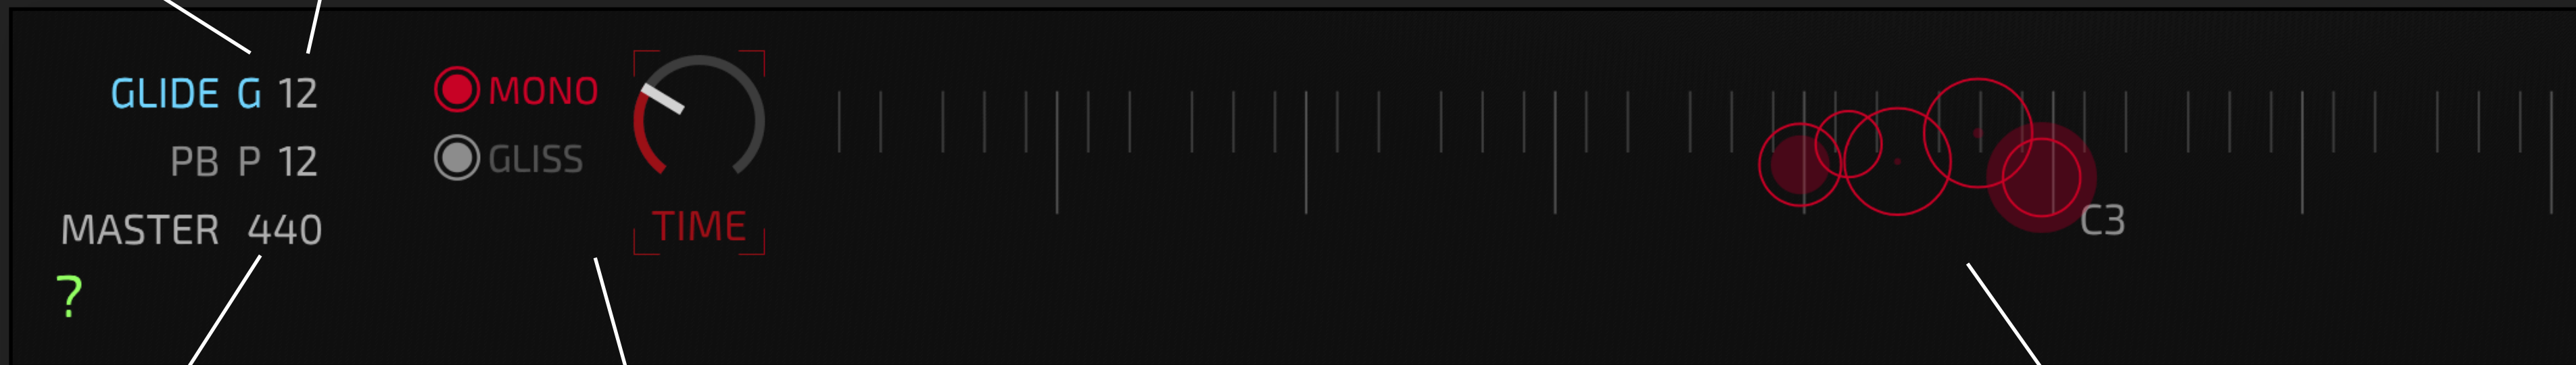 GLIDE G 12
PB P 12
MASTER 440
?
MONO
GLISS
TIME
C3